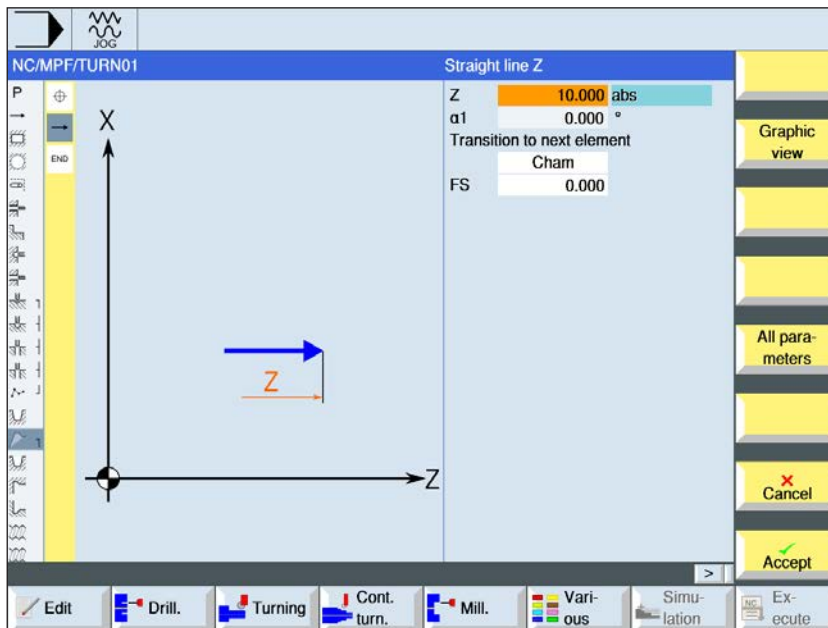 JOG
NC/MPF/TURN01
Straight line Z
P
Z 10.000 abs
α1 0.000 °
Transition to next element
Cham
FS 0.000
END
X
Z
Z
Graphic
view
All para-
meters
Cancel
Accept
>
Edit
Drill.
Turning
Cont.
turn.
Mill.
Vari-
ous
Simu-
lation
NC
Ex-
ecute